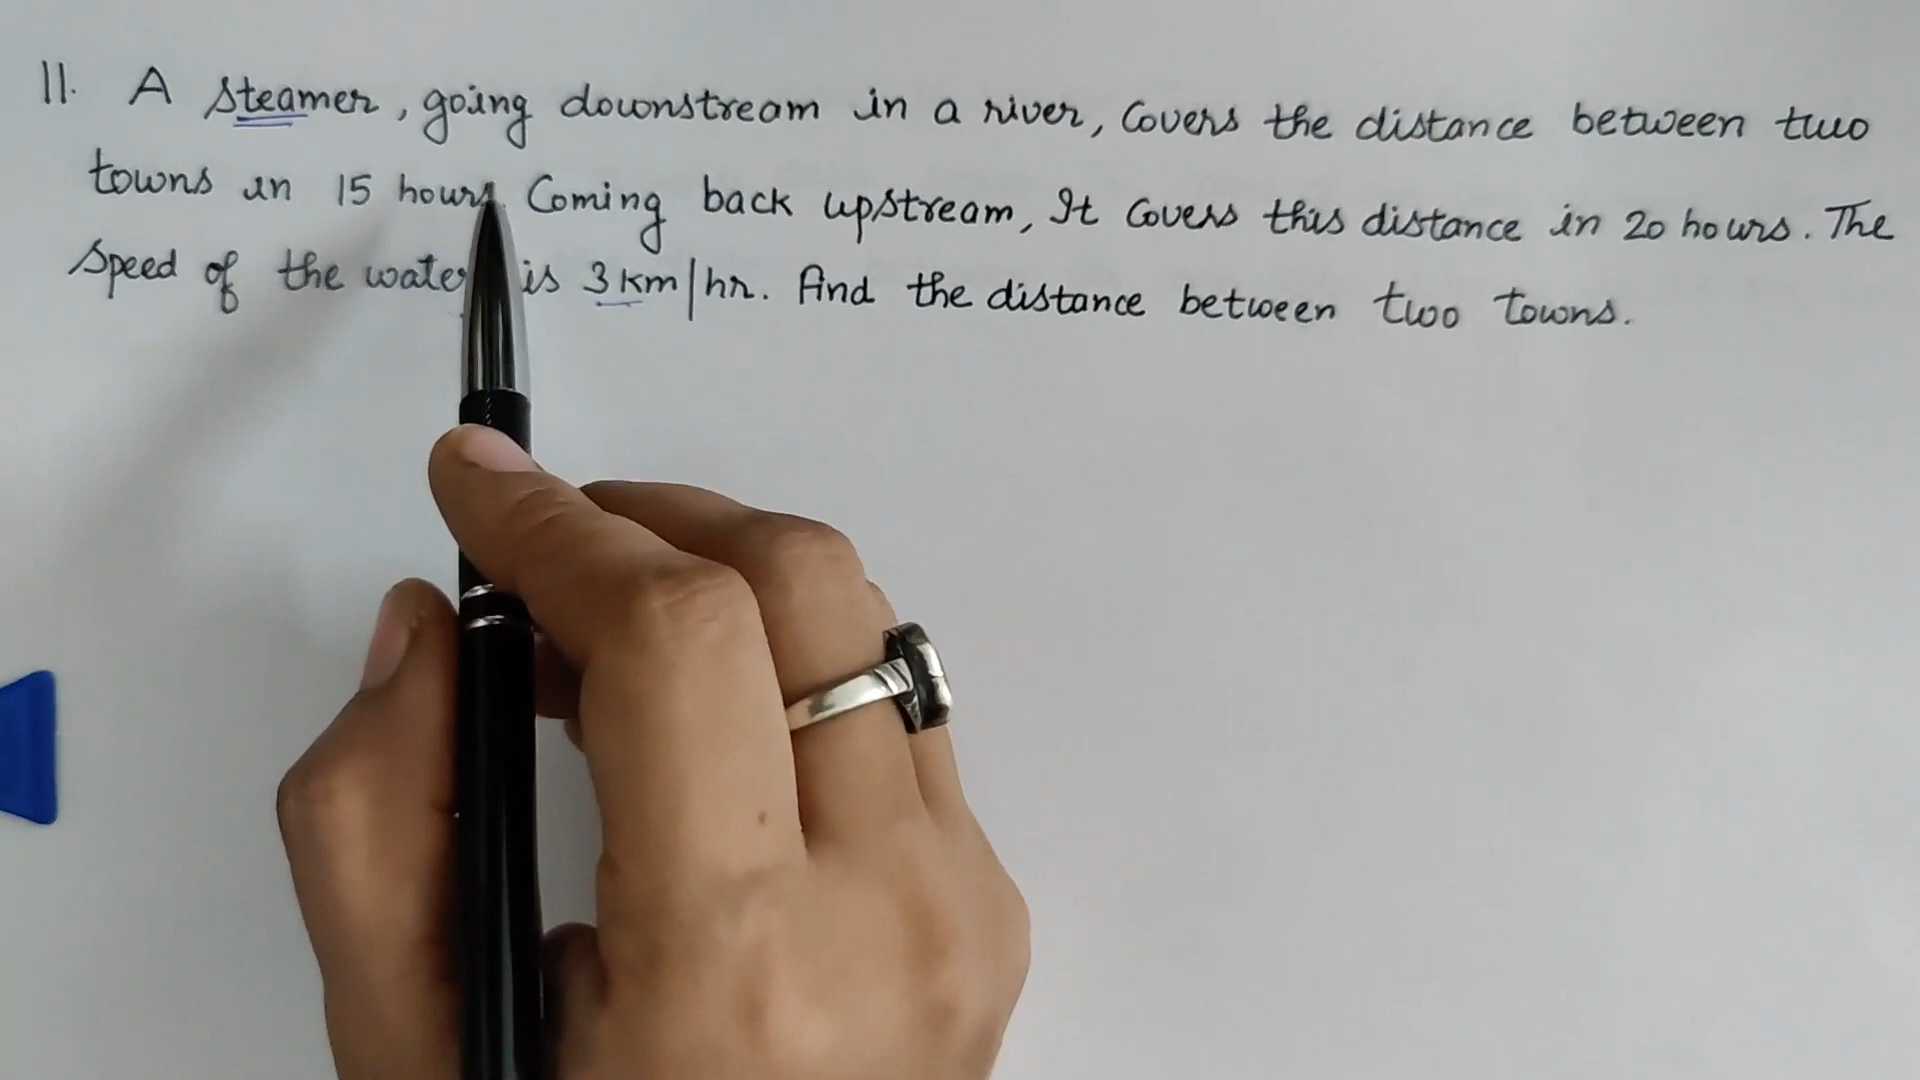 11. A steamer, going downstream in a river, Covers the distance between two
towns in 15 hours. Coming back upstream, It Covers this distance in 20 hours. The
speed of the water is 3 km/hr. find the distance between two towns.